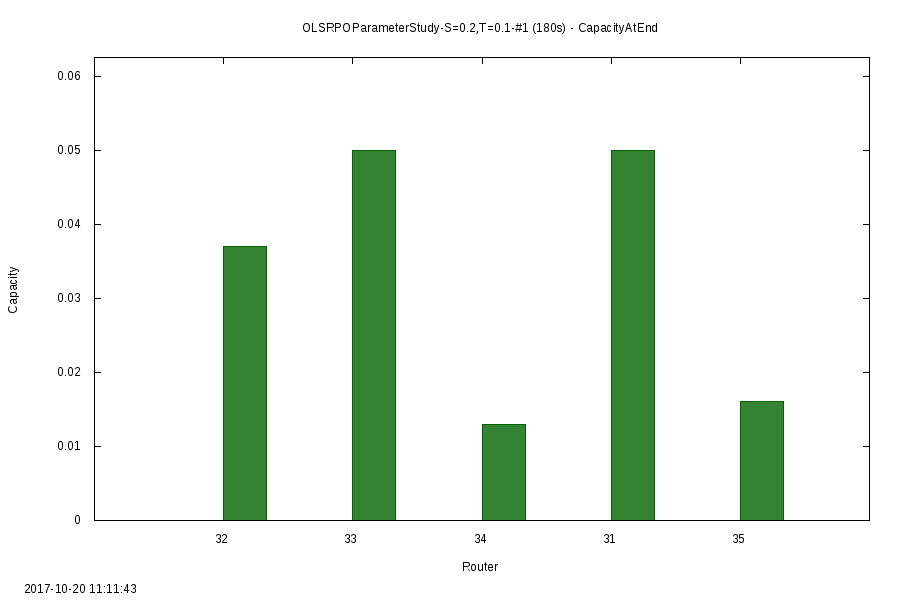 OLSRPOParameterStudy-S=0.2,T=0.1-#1 (180s) - CapacityAtEnd
0.06
0.05
0.04
0.03
0.02
0.01
0
Capacity
32 33 34 31 35
Router
2017-10-20 11:11:43